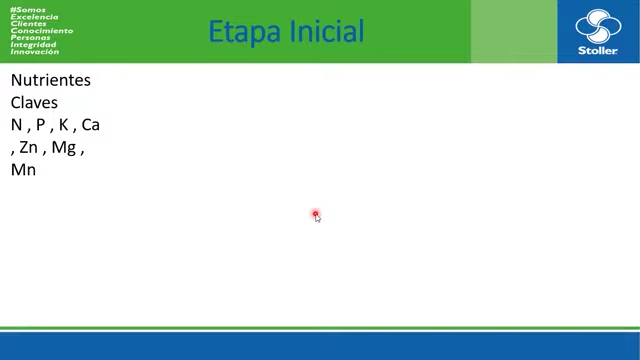 #Somos
Excelencia
Clientes
Conocimiento
Personas
Integridad
Innovación
Etapa Inicial
Stoller
Nutrientes
Claves
N , P , K , Ca
, Zn , Mg ,
Mn